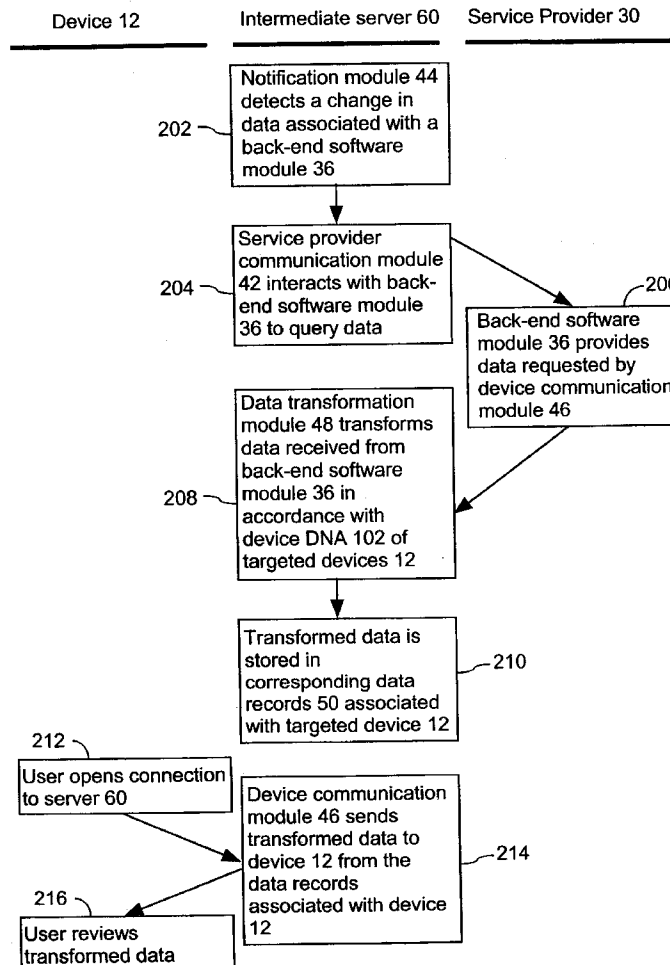 Device 12
Intermediate server 60
Service Provider 30
Notification module 44
detects a change in
data associated with a
back-end software
module 36
202
Service provider
communication module
42 interacts with back-
end software module
36 to query data
204
Back-end software
module 36 provides
data requested by
device communication
module 46
Data transformation
module 48 transforms
data received from
back-end software
module 36 in
accordance with
device DNA 102 of
targeted devices 12
208
Transformed data is
stored in
corresponding data
records 50 associated
with targeted device 12
210
212
User opens connection
to server 60
Device communication
module 46 sends
transformed data to
device 12 from the
data records
associated with device
12
214
216
User reviews
transformed data